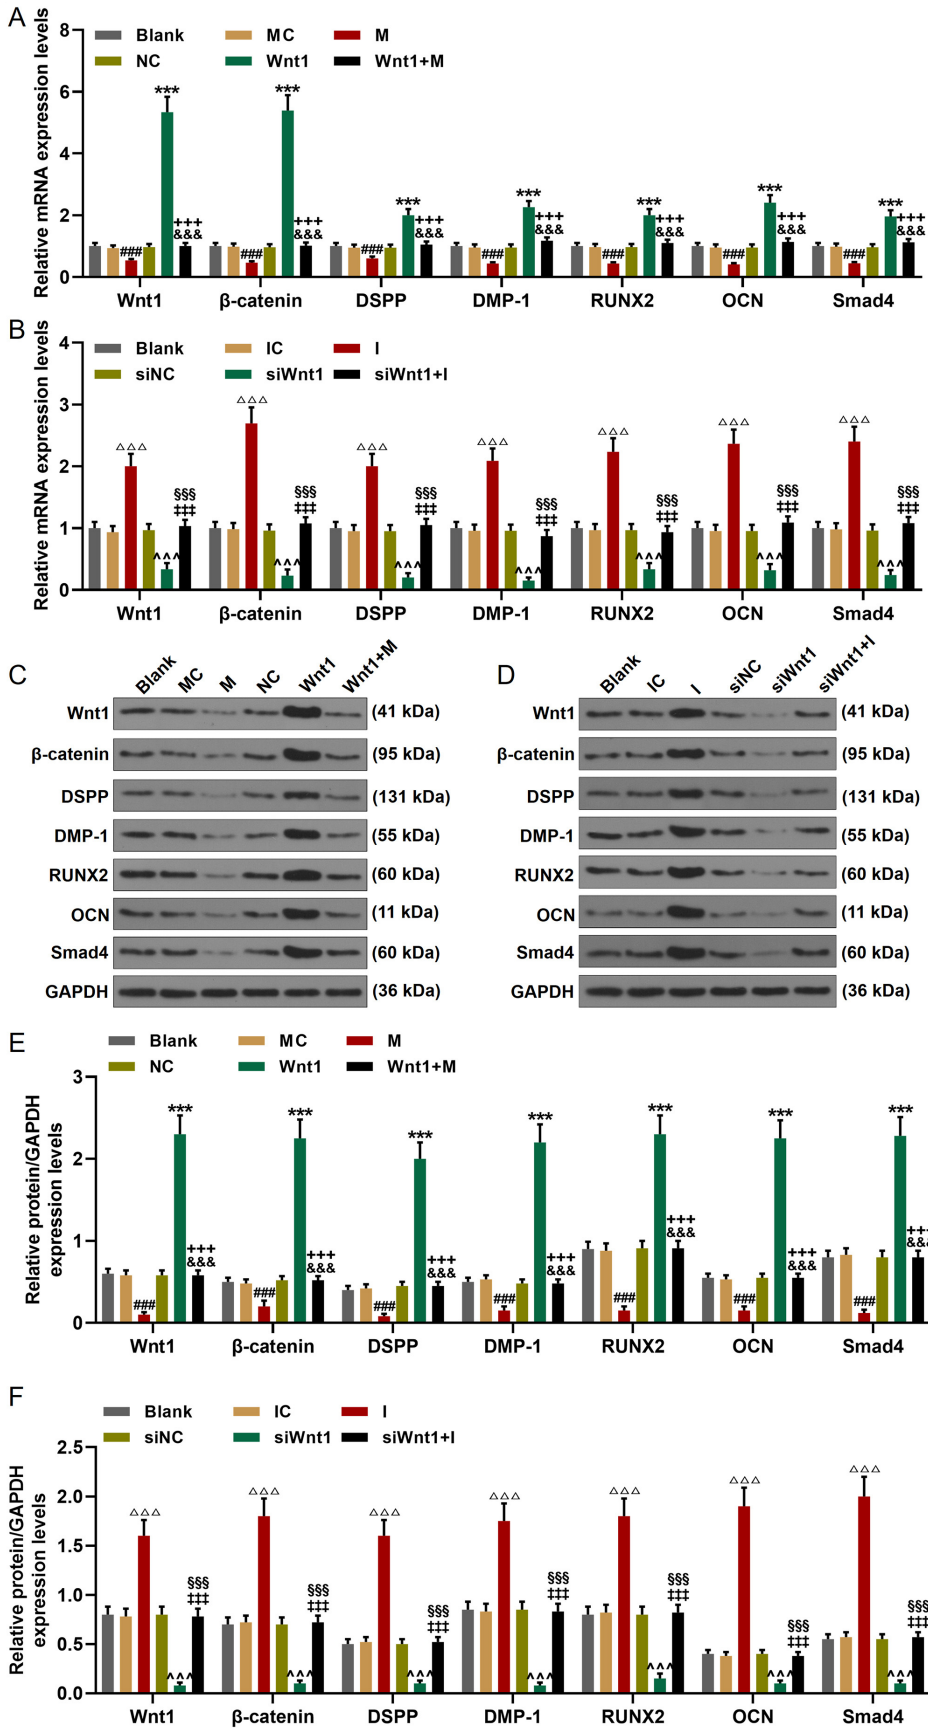 A
Relative mRNA expression levels
8
6
4
2
0
Blank MC M
NC Wnt1 Wnt1+M
*** ***
*** *** *** *** ***
+++ +++ +++ +++ +++ +++ +++
&&& &&& &&& &&& &&& &&& &&&
### ### ### ### ### ### ###
Wnt1 β-catenin DSPP DMP-1 RUNX2 OCN Smad4
B
Relative mRNA expression levels
4
3
2
1
0
Blank IC I
siNC siWnt1 siWnt1+I
△△△ △△△ △△△ △△△ △△△ △△△ △△△
§§§ §§§ §§§ §§§ §§§ §§§ §§§
‡‡‡ ‡‡‡ ‡‡‡ ‡‡‡ ‡‡‡ ‡‡‡ ‡‡‡
^^^ ^^^ ^^^ ^^^ ^^^ ^^^ ^^^
Wnt1 β-catenin DSPP DMP-1 RUNX2 OCN Smad4
C
Blank MC M NC Wnt1 Wnt1+M
Wnt1 (41 kDa)
β-catenin (95 kDa)
DSPP (131 kDa)
DMP-1 (55 kDa)
RUNX2 (60 kDa)
OCN (11 kDa)
Smad4 (60 kDa)
GAPDH (36 kDa)
D
Blank IC I siNC siWnt1 siWnt1+I
Wnt1 (41 kDa)
β-catenin (95 kDa)
DSPP (131 kDa)
DMP-1 (55 kDa)
RUNX2 (60 kDa)
OCN (11 kDa)
Smad4 (60 kDa)
GAPDH (36 kDa)
E
Relative protein/GAPDH
expression levels
3
2
1
0
Blank MC M
NC Wnt1 Wnt1+M
*** *** *** *** *** *** ***
+++ +++ +++ +++ +++ +++ +++
&&& &&& &&& &&& &&& &&& &&&
### ### ### ### ### ### ###
Wnt1 β-catenin DSPP DMP-1 RUNX2 OCN Smad4
F
Relative protein/GAPDH
expression levels
2.5
2.0
1.5
1.0
0.5
0.0
Blank IC I
siNC siWnt1 siWnt1+I
△△△ △△△ △△△ △△△ △△△ △△△ △△△
§§§ §§§ §§§ §§§ §§§ §§§ §§§
‡‡‡ ‡‡‡ ‡‡‡ ‡‡‡ ‡‡‡ ‡‡‡ ‡‡‡
^^^ ^^^ ^^^ ^^^ ^^^ ^^^ ^^^
Wnt1 β-catenin DSPP DMP-1 RUNX2 OCN Smad4